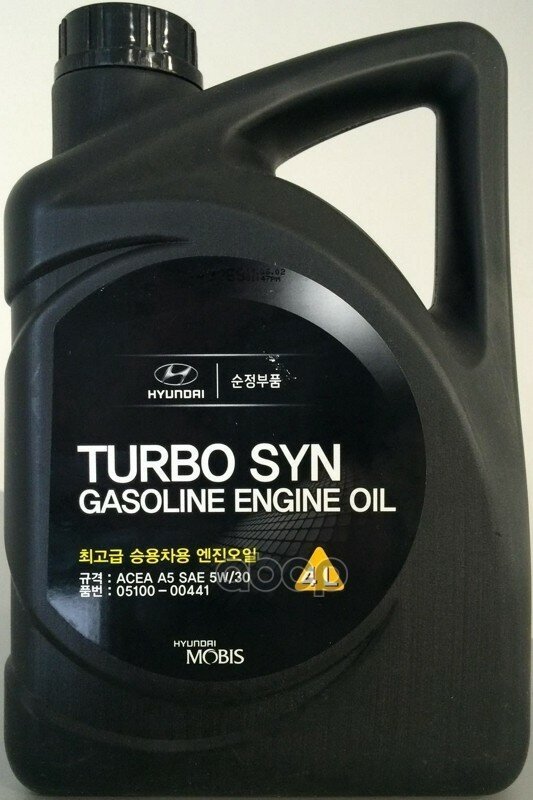 HYUNDAI
순정부품
TURBO SYN
GASOLINE ENGINE OIL
최고급 승용차용 엔진오일
4L
규격 : ACEA A5 SAE 5W/30
품번 : 05100-00441
HYUNDAI
MOBIS